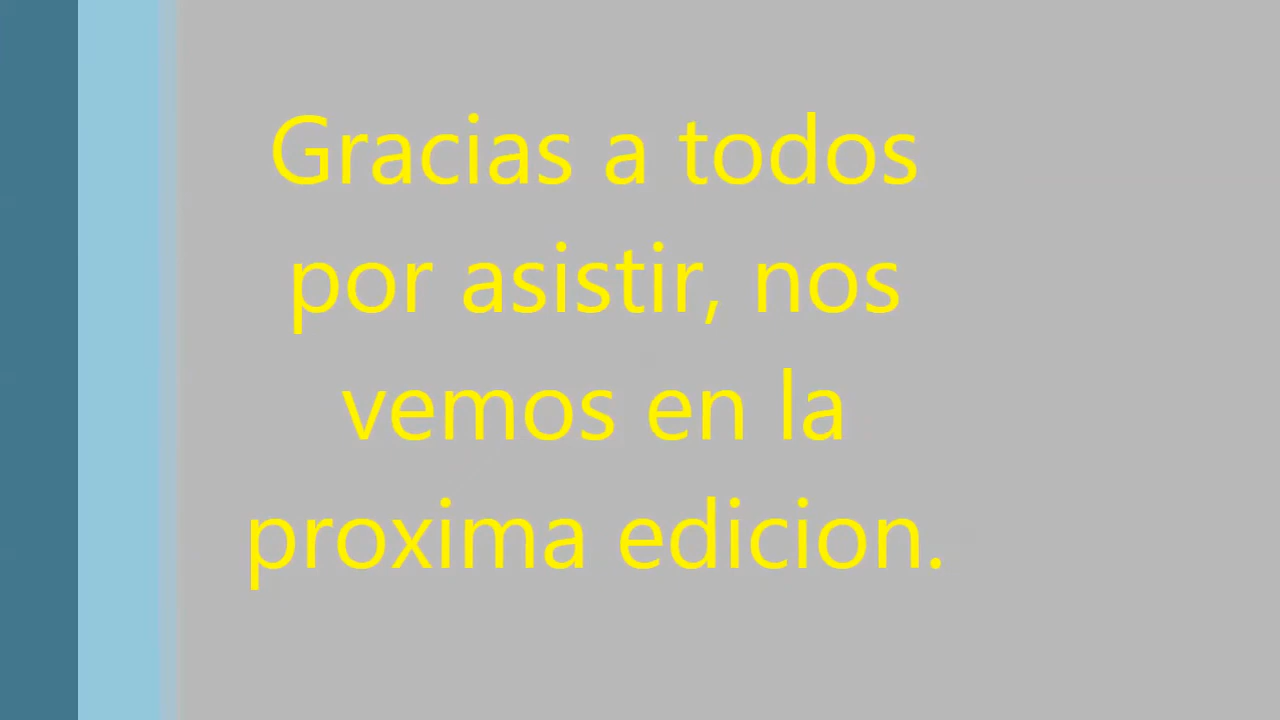 Gracias a todos
por asistir, nos
vemos en la
proxima edicion.